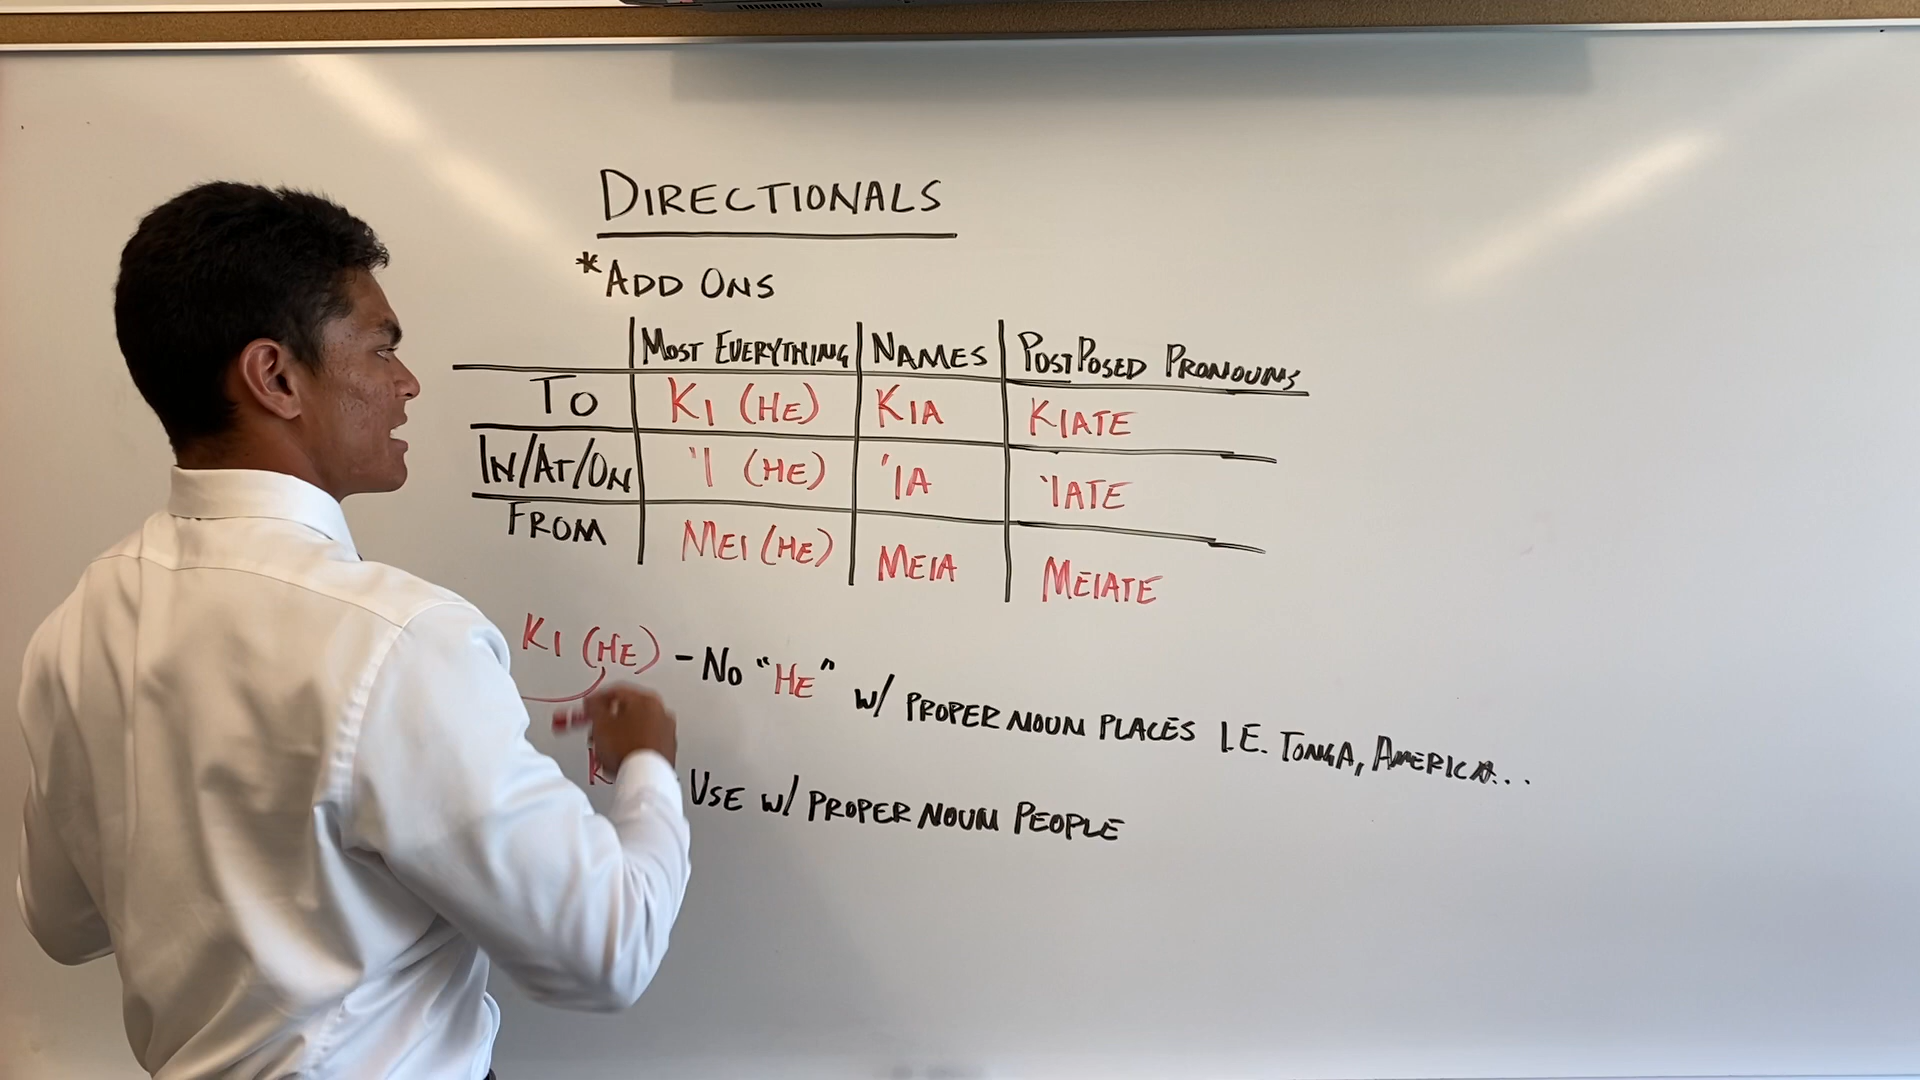 DIRECTIONALS
*ADD ONS
MOST EVERYTHING NAMES POSTPOSED PRONOUNS
TO KI (HE) KIA KIATE
IN/AT/ON 'I (HE) 'IA 'IATE
FROM MEI (HE) MEIA MEIATE
KI (HE) - NO "HE" W/ PROPER NOUN PLACES I.E. TONGA, AMERICA...
USE W/ PROPER NOUN PEOPLE